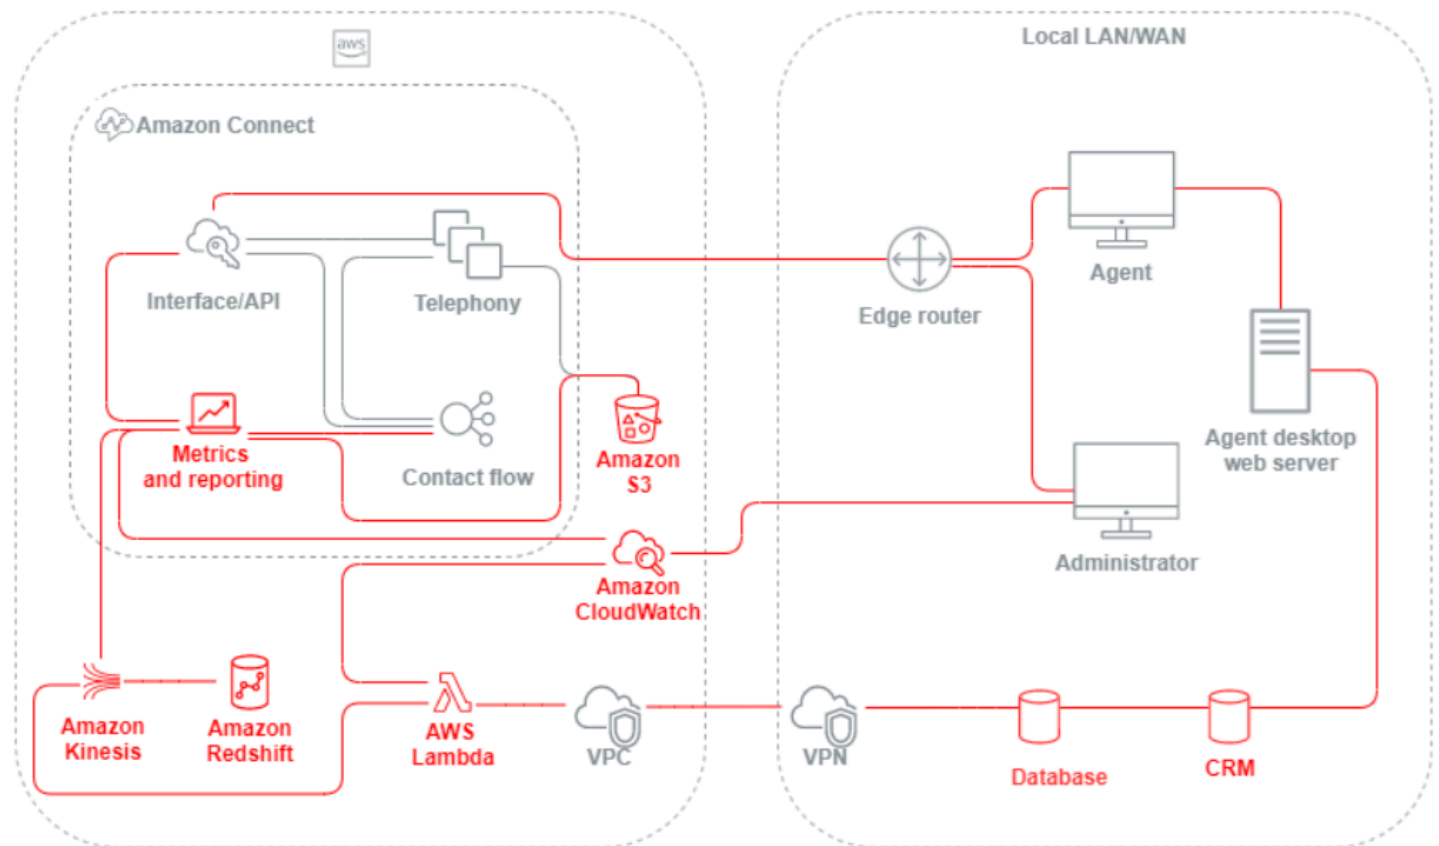 aws
Local LAN/WAN
Amazon Connect
Interface/API
Telephony
Edge router
Agent
Metrics
and reporting
Contact flow
Amazon
S3
Agent desktop
web server
Administrator
Amazon
CloudWatch
Amazon
Kinesis
Amazon
Redshift
AWS
Lambda
VPC
VPN
Database
CRM